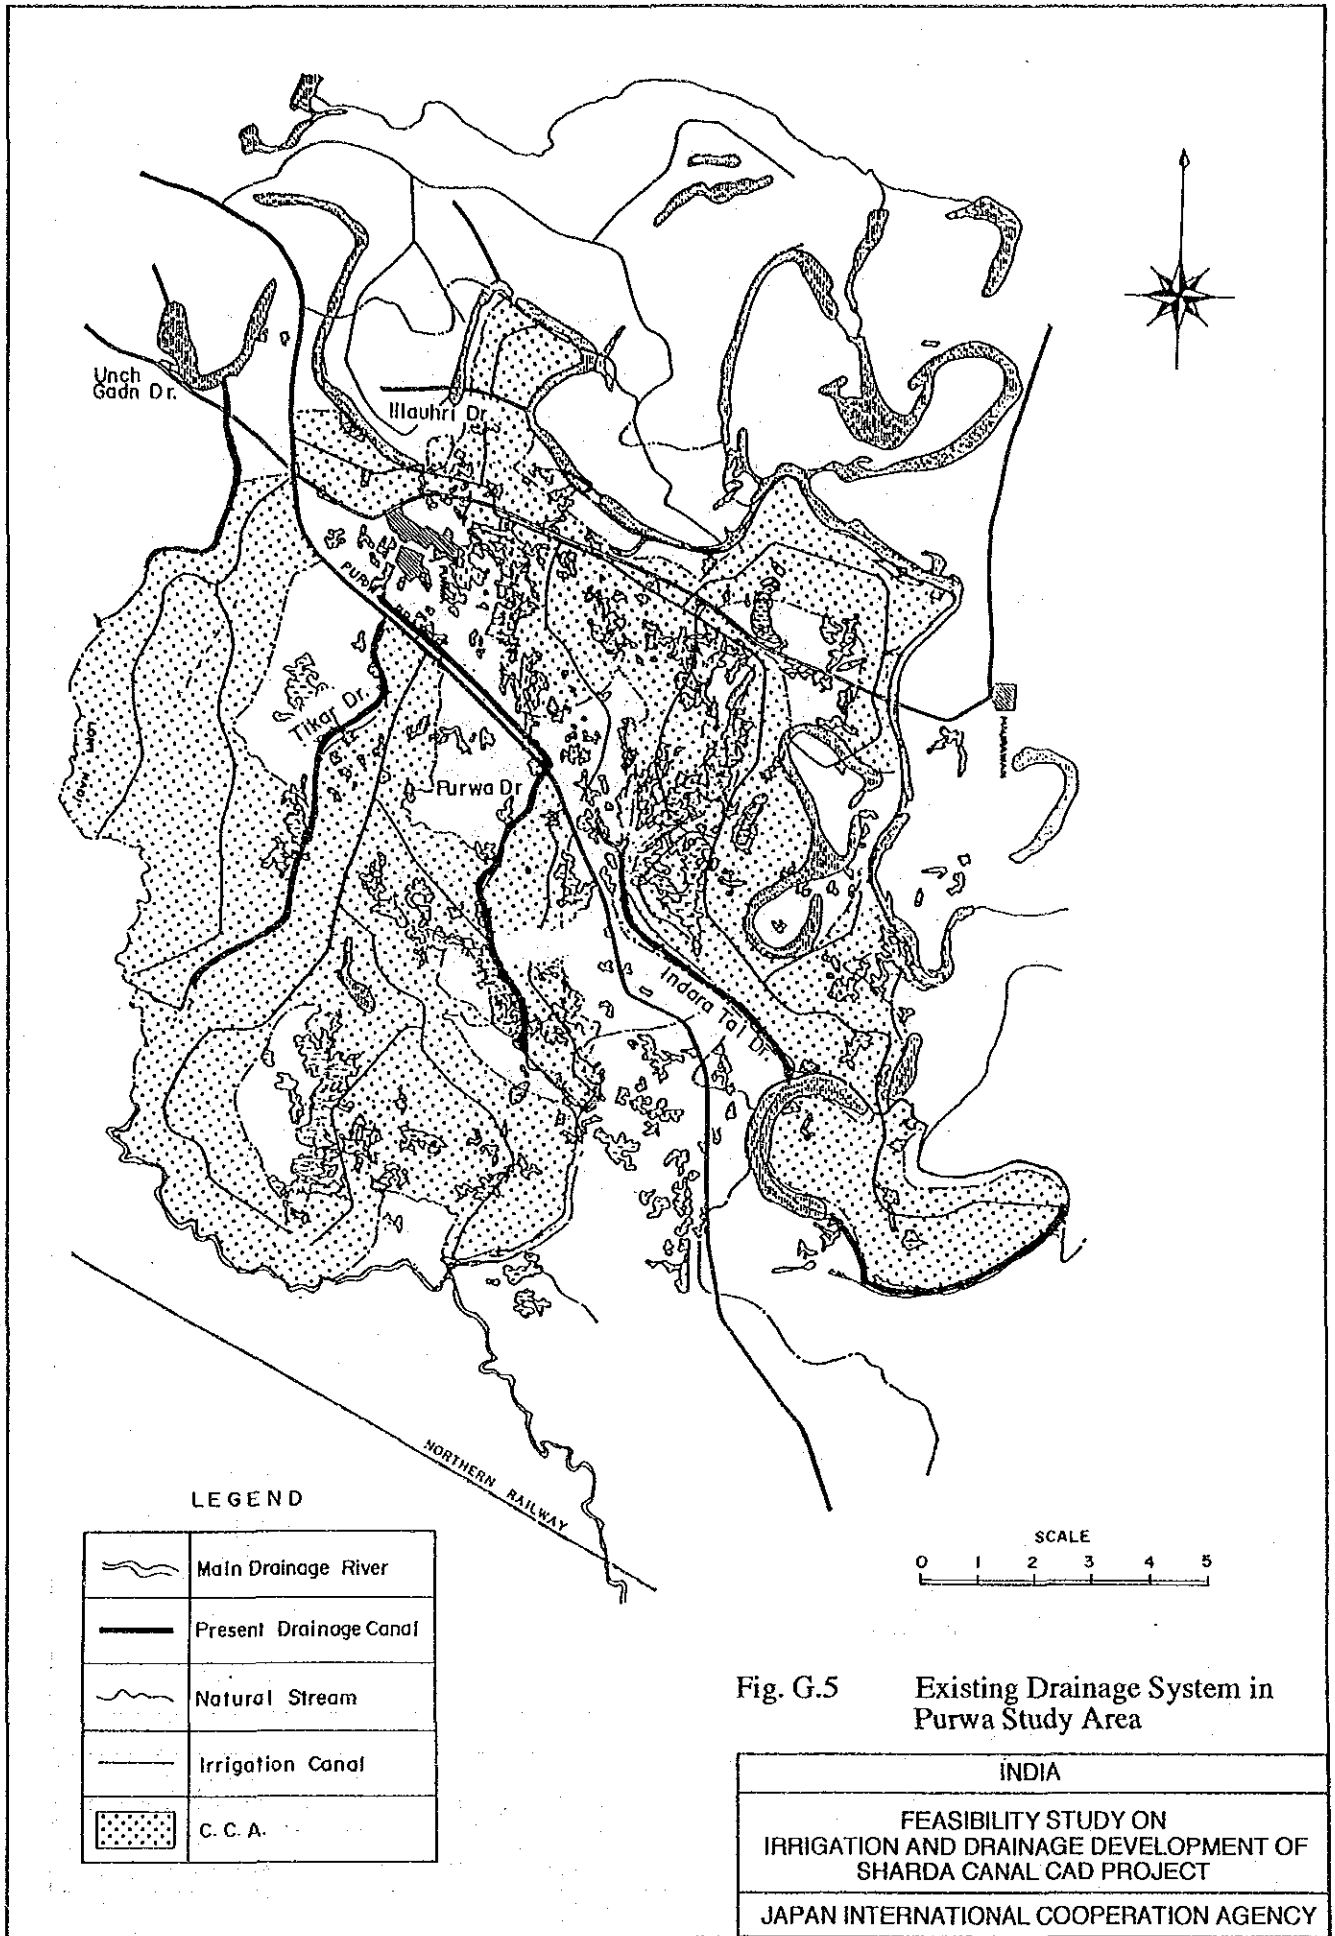 Unch
Gadn Dr.
Illauhri Dr.
Tikar Dr.
Purwa Dr
Indara Tal Dr.
NORTHERN RAILWAY
LEGEND
Main Drainage River
Present Drainage Canal
Natural Stream
Irrigation Canal
C. C. A.
SCALE
0 1 2 3 4 5
Fig. G.5 Existing Drainage System in
Purwa Study Area
INDIA
FEASIBILITY STUDY ON
IRRIGATION AND DRAINAGE DEVELOPMENT OF
SHARDA CANAL CAD PROJECT
JAPAN INTERNATIONAL COOPERATION AGENCY